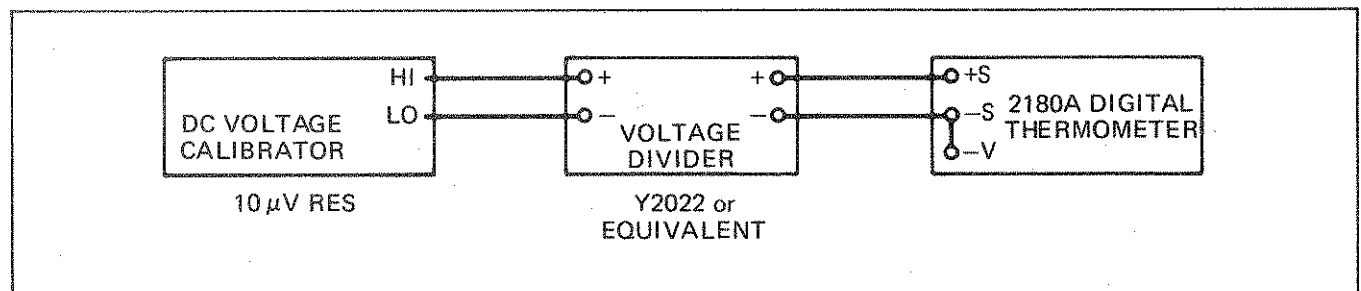 HI
LO
DC VOLTAGE
CALIBRATOR
10 μV RES
+
−
+
−
VOLTAGE
DIVIDER
Y2022 or
EQUIVALENT
+S
−S
−V
2180A DIGITAL
THERMOMETER